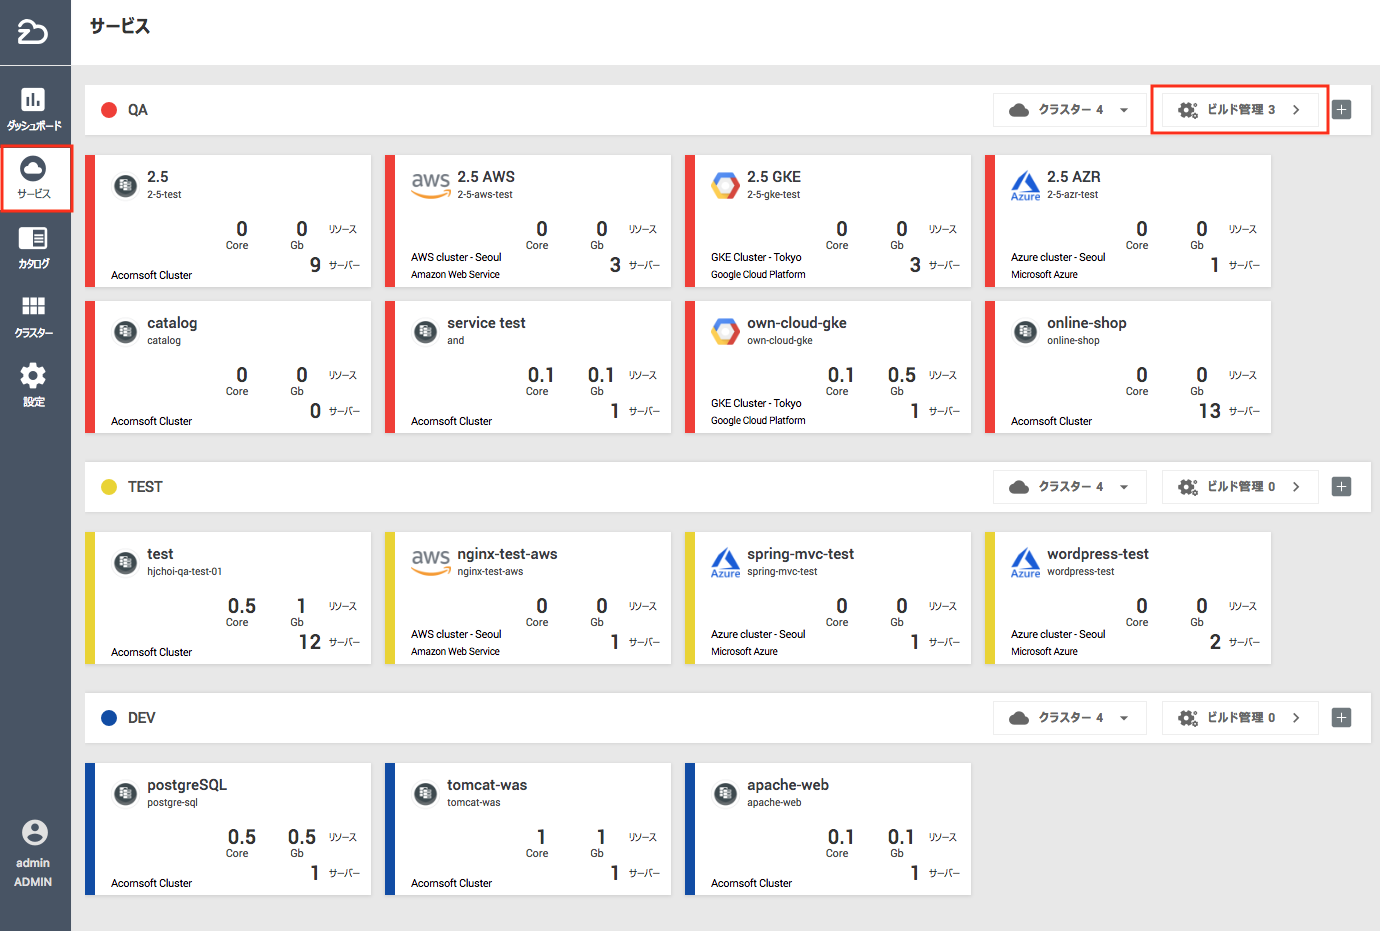 サービス
ダッシュボード
サービス
カタログ
クラスター
設定
admin
ADMIN
QA
クラスター 4
ビルド管理 3
2.5
2-5-test
0 Core
0 Gb
リソース
9 サーバー
Acornsoft Cluster
aws
2.5 AWS
2-5-aws-test
0 Core
0 Gb
リソース
AWS cluster - Seoul
3 サーバー
Amazon Web Service
2.5 GKE
2-5-gke-test
0 Core
0 Gb
リソース
GKE Cluster - Tokyo
3 サーバー
Google Cloud Platform
Azure
2.5 AZR
2-5-azr-test
0 Core
0 Gb
リソース
Azure cluster - Seoul
1 サーバー
Microsoft Azure
catalog
catalog
0 Core
0 Gb
リソース
0 サーバー
Acornsoft Cluster
service test
and
0.1 Core
0.1 Gb
リソース
1 サーバー
Acornsoft Cluster
own-cloud-gke
own-cloud-gke
0.1 Core
0.5 Gb
リソース
GKE Cluster - Tokyo
1 サーバー
Google Cloud Platform
online-shop
online-shop
0 Core
0 Gb
リソース
13 サーバー
Acornsoft Cluster
TEST
クラスター 4
ビルド管理 0
test
hjchoi-qa-test-01
0.5 Core
1 Gb
リソース
12 サーバー
Acornsoft Cluster
aws
nginx-test-aws
nginx-test-aws
0 Core
0 Gb
リソース
AWS cluster - Seoul
1 サーバー
Amazon Web Service
Azure
spring-mvc-test
spring-mvc-test
0 Core
0 Gb
リソース
Azure cluster - Seoul
1 サーバー
Microsoft Azure
Azure
wordpress-test
wordpress-test
0 Core
0 Gb
リソース
Azure cluster - Seoul
2 サーバー
Microsoft Azure
DEV
クラスター 4
ビルド管理 0
postgreSQL
postgre-sql
0.5 Core
0.5 Gb
リソース
1 サーバー
Acornsoft Cluster
tomcat-was
tomcat-was
1 Core
1 Gb
リソース
1 サーバー
Acornsoft Cluster
apache-web
apache-web
0.1 Core
0.1 Gb
リソース
1 サーバー
Acornsoft Cluster